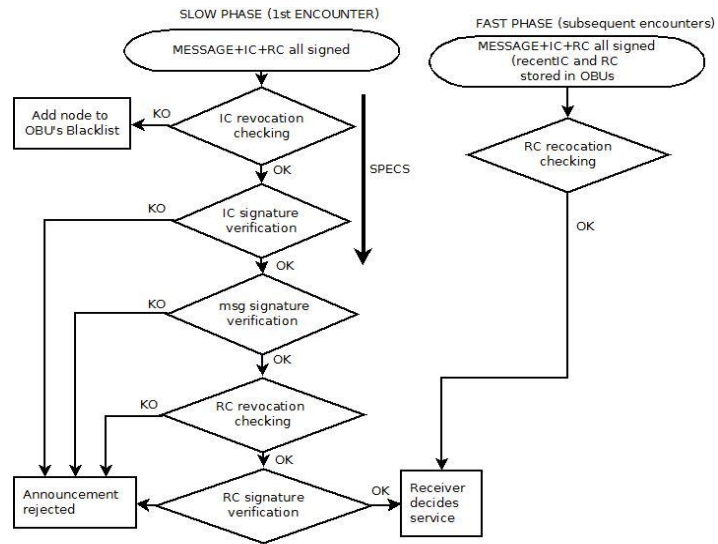 SLOW PHASE (1st ENCOUNTER)
MESSAGE+IC+RC all signed
Add node to
OBU's Blacklist
KO
IC revocation
checking
OK
SPECS
KO
IC signature
verification
OK
KO
msg signature
verification
OK
KO
RC revocation
checking
OK
Announcement
rejected
RC signature
verification
OK
Receiver
decides
service
FAST PHASE (subsequent encounters)
MESSAGE+IC+RC all signed
(recentIC and RC
stored in OBUs
RC recocation
checking
OK